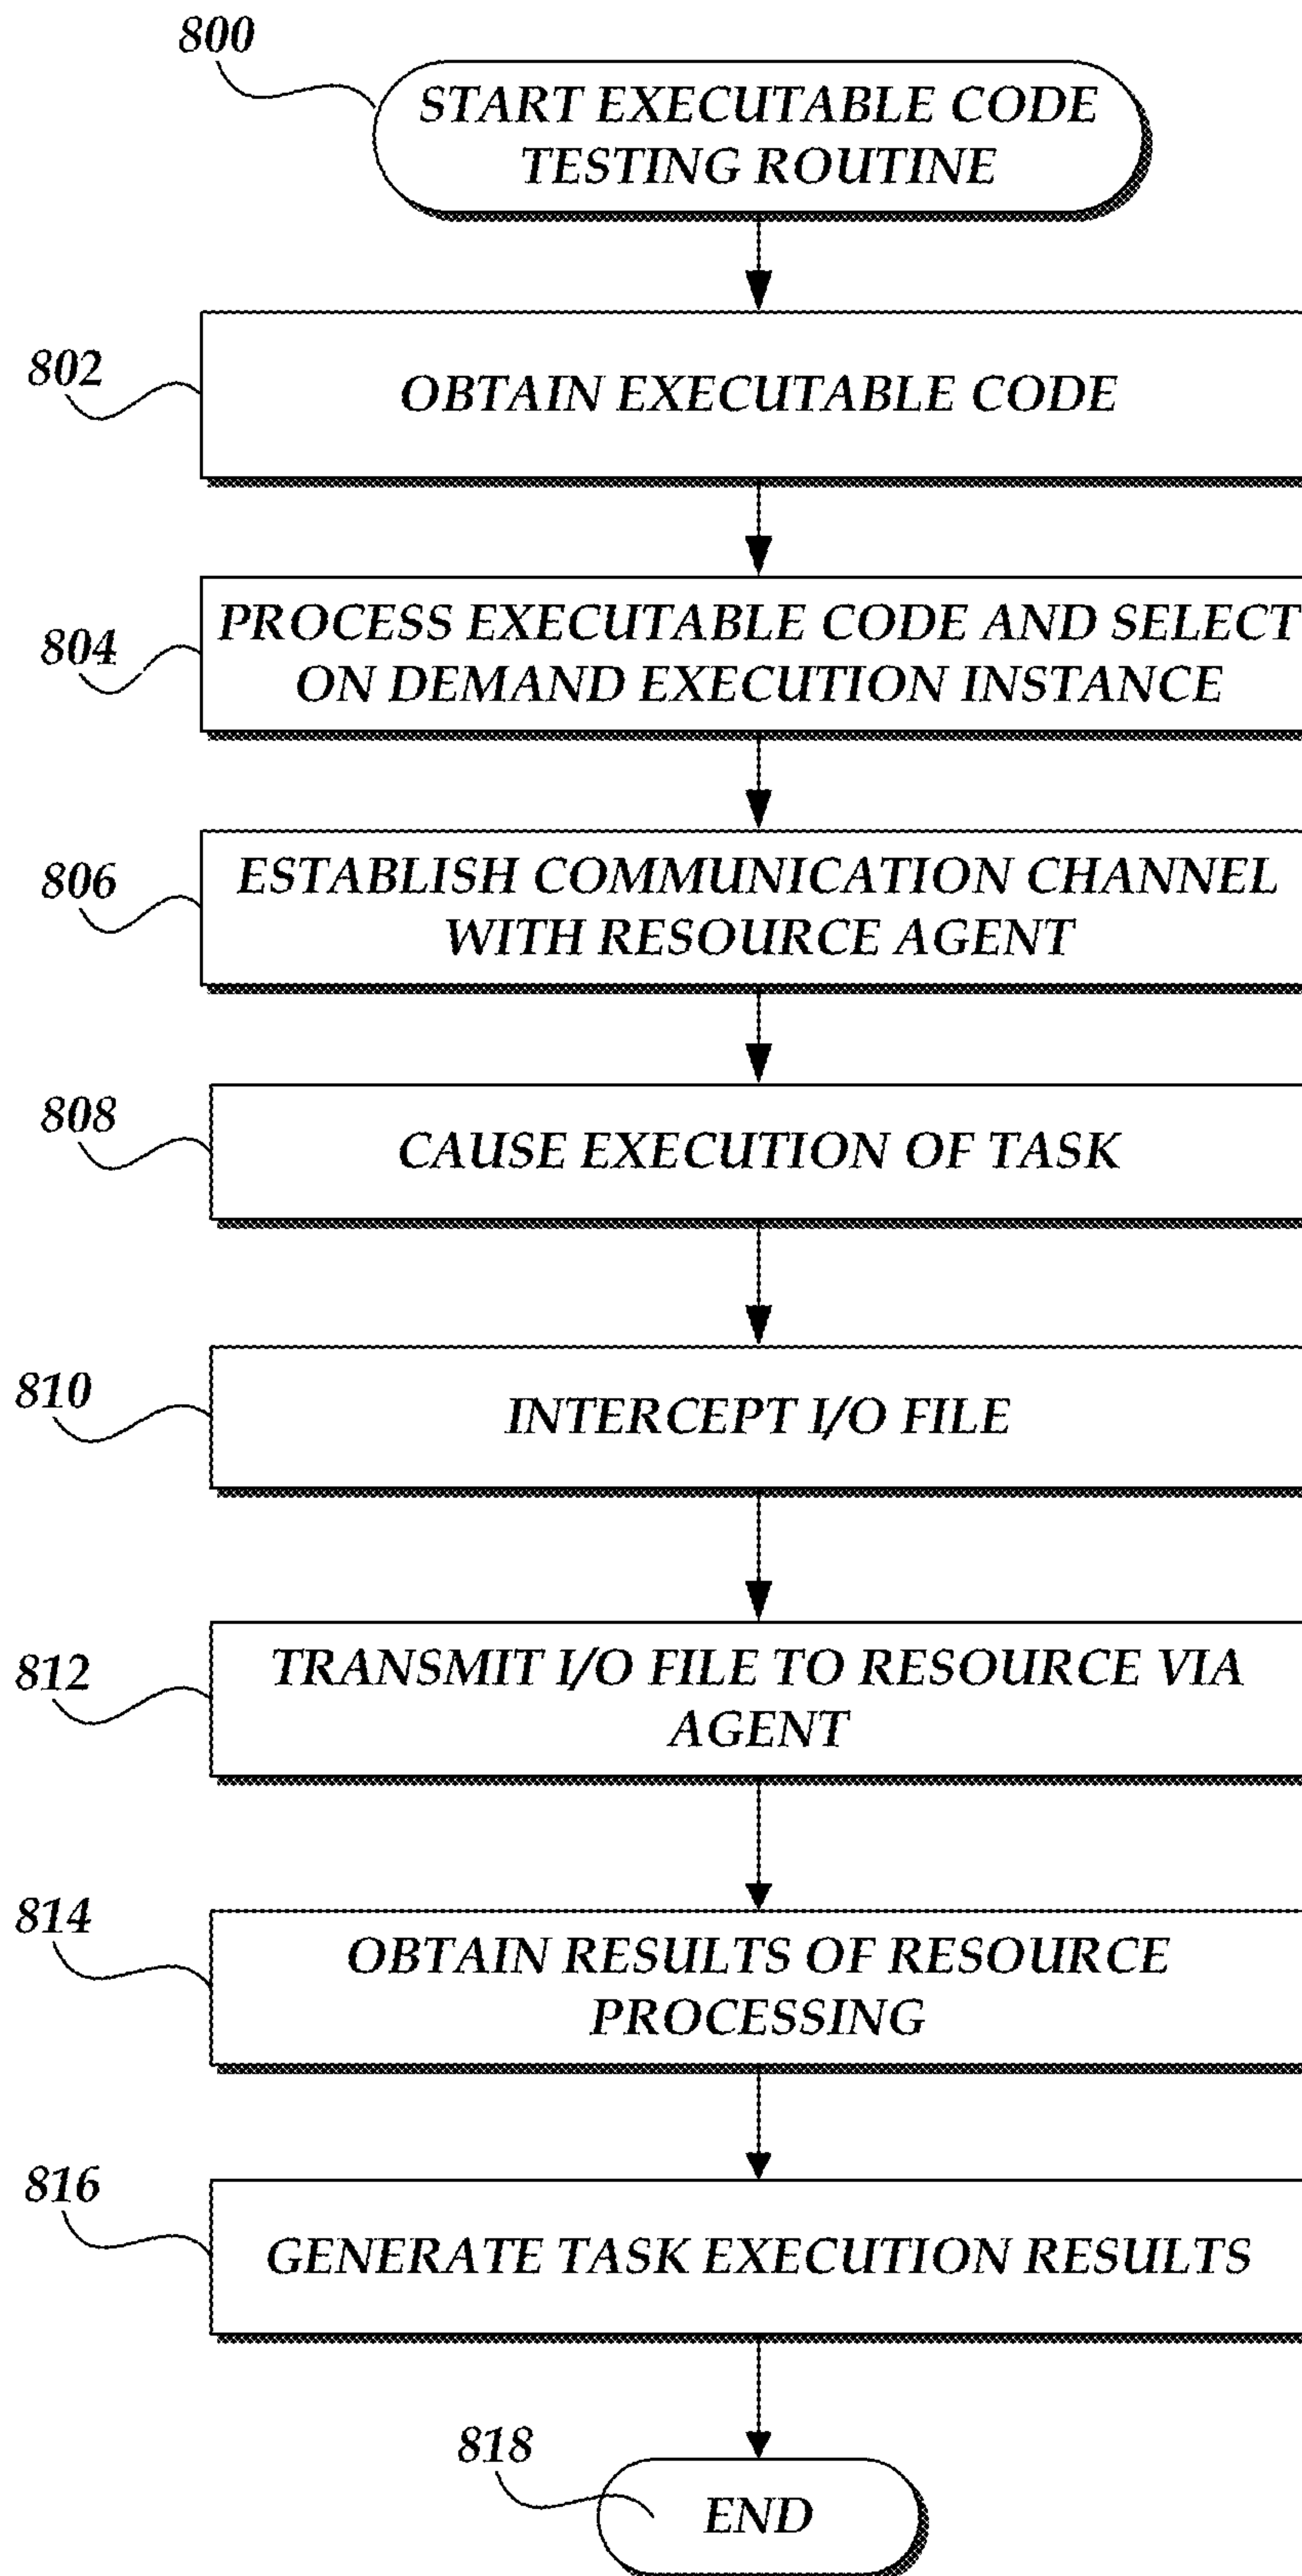 800
START EXECUTABLE CODE
TESTING ROUTINE
802
OBTAIN EXECUTABLE CODE
804
PROCESS EXECUTABLE CODE AND SELECT
ON DEMAND EXECUTION INSTANCE
806
ESTABLISH COMMUNICATION CHANNEL
WITH RESOURCE AGENT
808
CAUSE EXECUTION OF TASK
810
INTERCEPT I/O FILE
812
TRANSMIT I/O FILE TO RESOURCE VIA
AGENT
814
OBTAIN RESULTS OF RESOURCE
PROCESSING
816
GENERATE TASK EXECUTION RESULTS
818
END